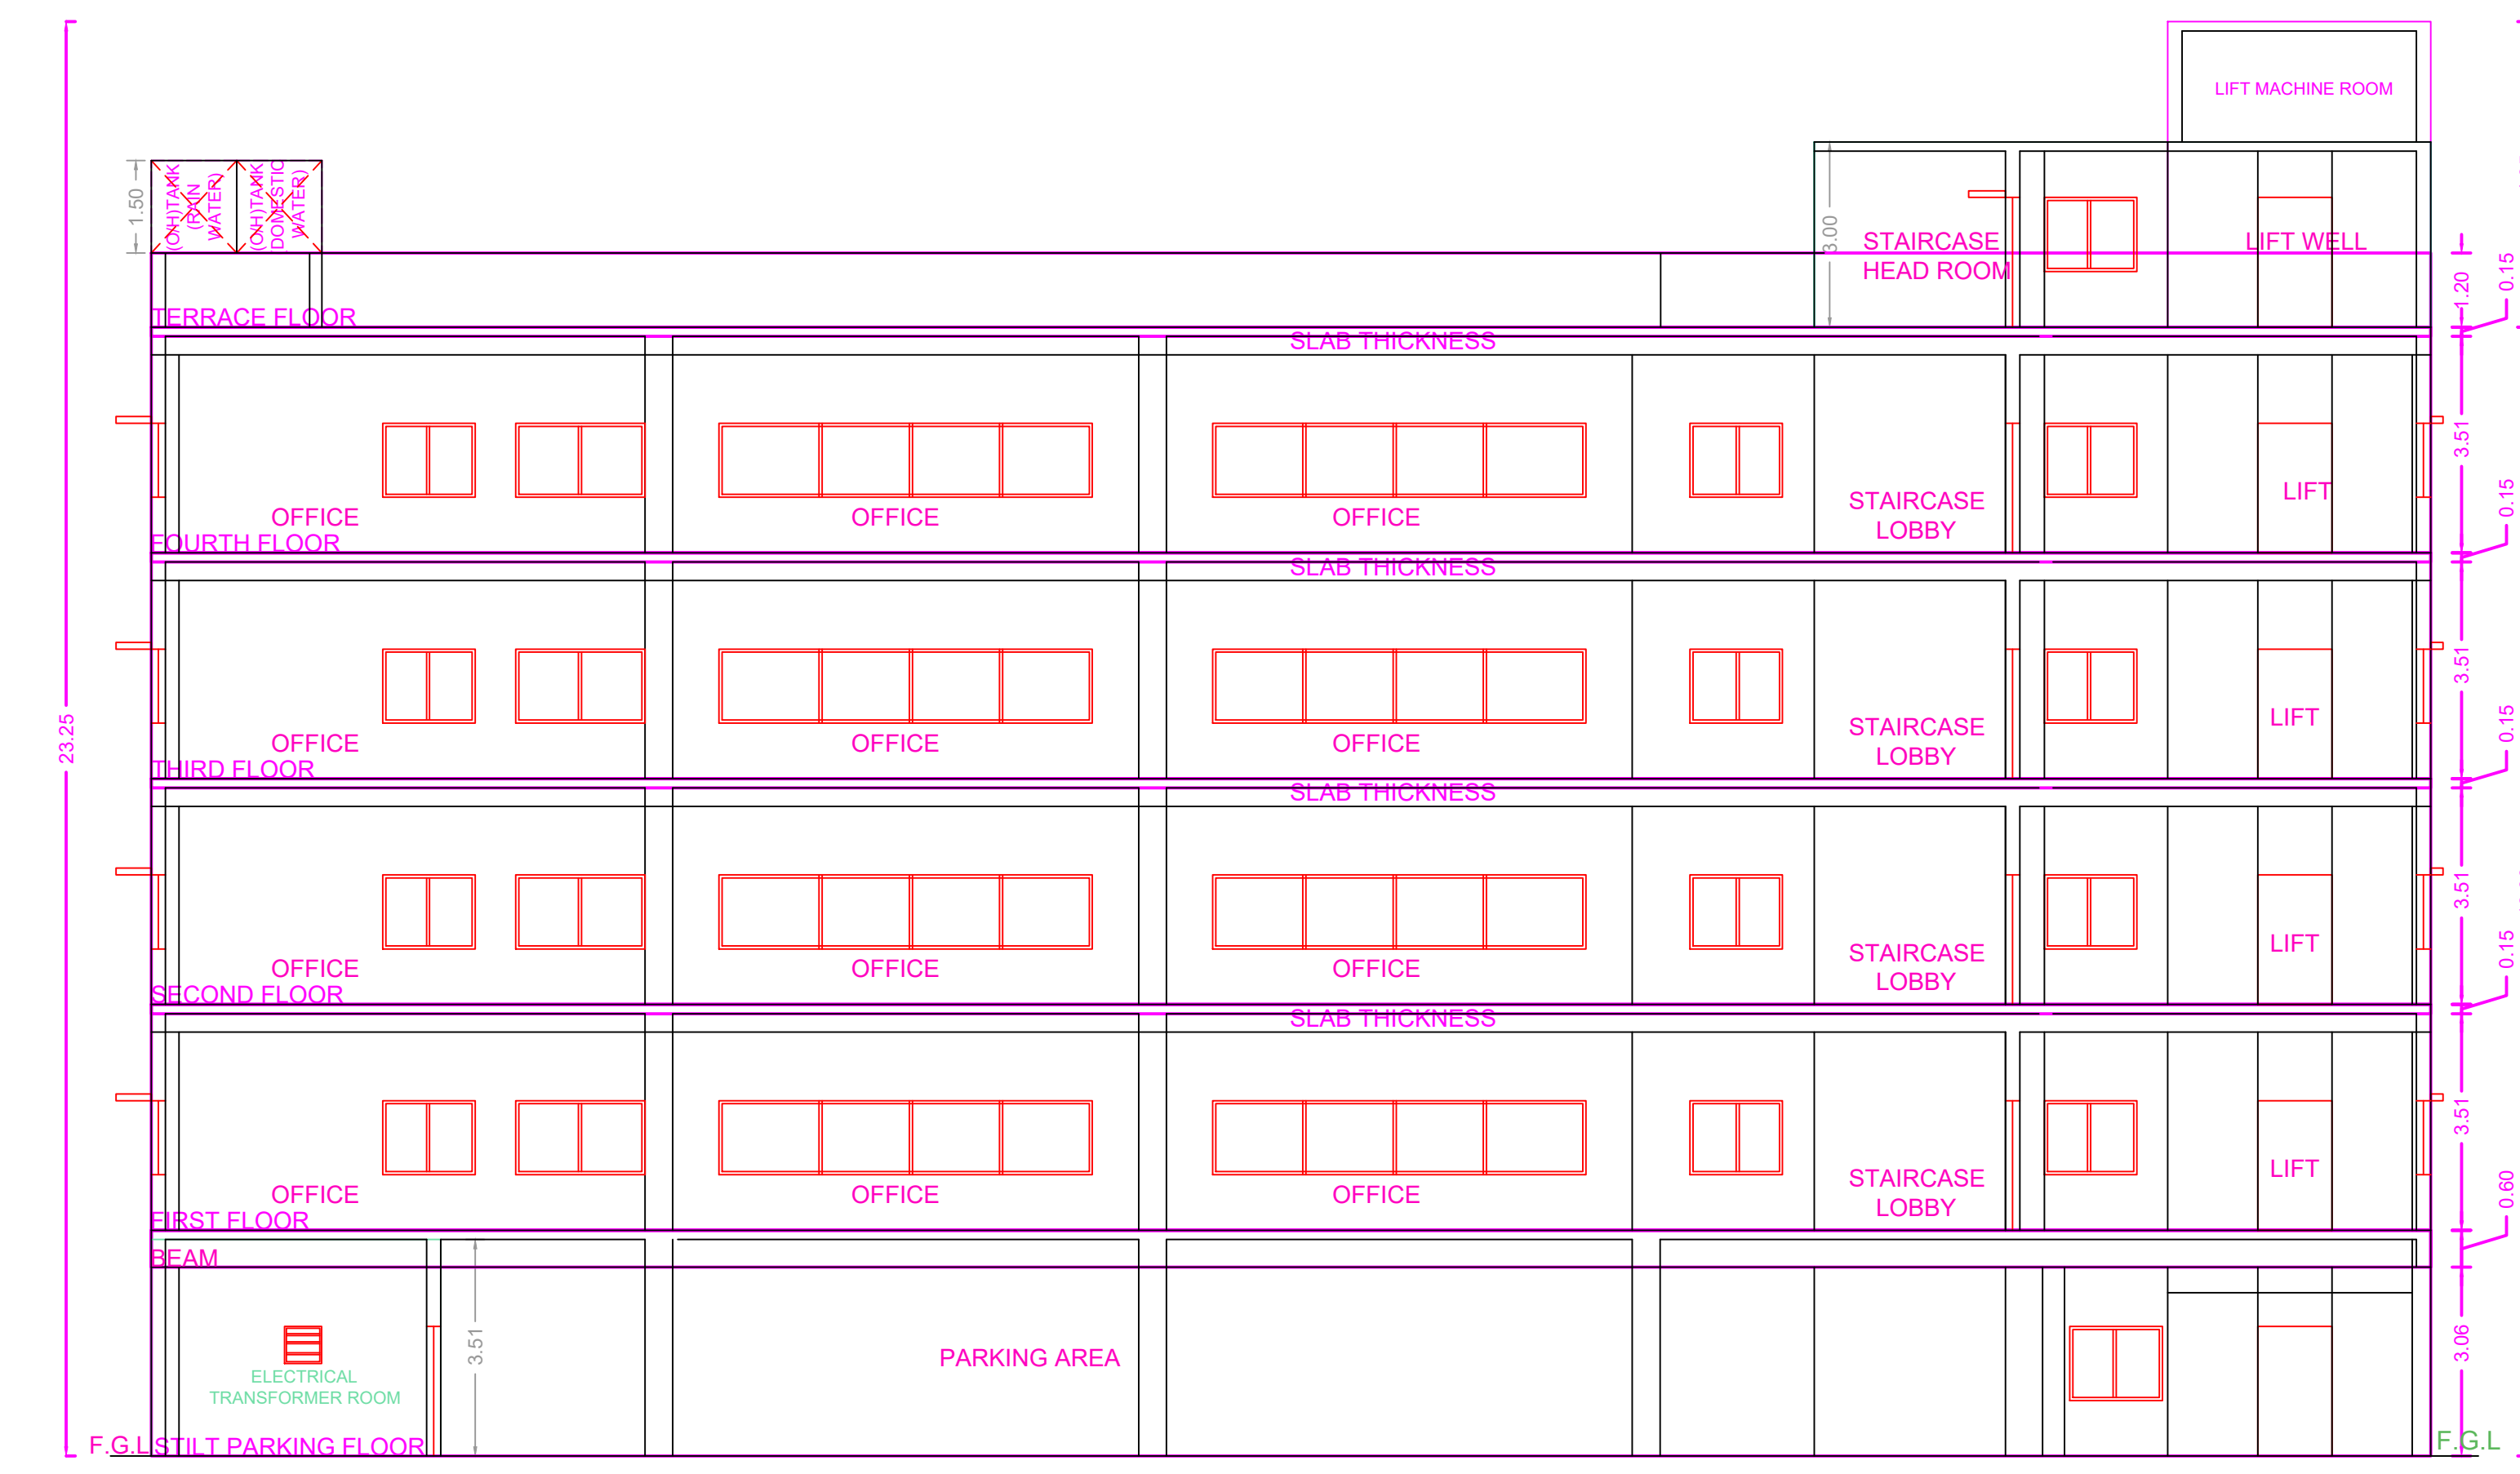 LIFT MACHINE ROOM
1.50
(O/H)TANK
(RAIN
WATER)
(O/H)TANK
DOMESTIC
WATER)
3.00
STAIRCASE
HEAD ROOM
LIFT WELL
1.20
0.15
TERRACE FLOOR
SLAB THICKNESS
3.51
OFFICE
OFFICE
OFFICE
STAIRCASE
LOBBY
LIFT
0.15
FOURTH FLOOR
SLAB THICKNESS
3.51
OFFICE
OFFICE
OFFICE
STAIRCASE
LOBBY
LIFT
0.15
23.25
THIRD FLOOR
SLAB THICKNESS
3.51
OFFICE
OFFICE
OFFICE
STAIRCASE
LOBBY
LIFT
0.15
SECOND FLOOR
SLAB THICKNESS
3.51
OFFICE
OFFICE
OFFICE
STAIRCASE
LOBBY
LIFT
0.60
FIRST FLOOR
BEAM
3.51
3.06
PARKING AREA
ELECTRICAL
TRANSFORMER ROOM
F.G.L
STILT PARKING FLOOR
F.G.L